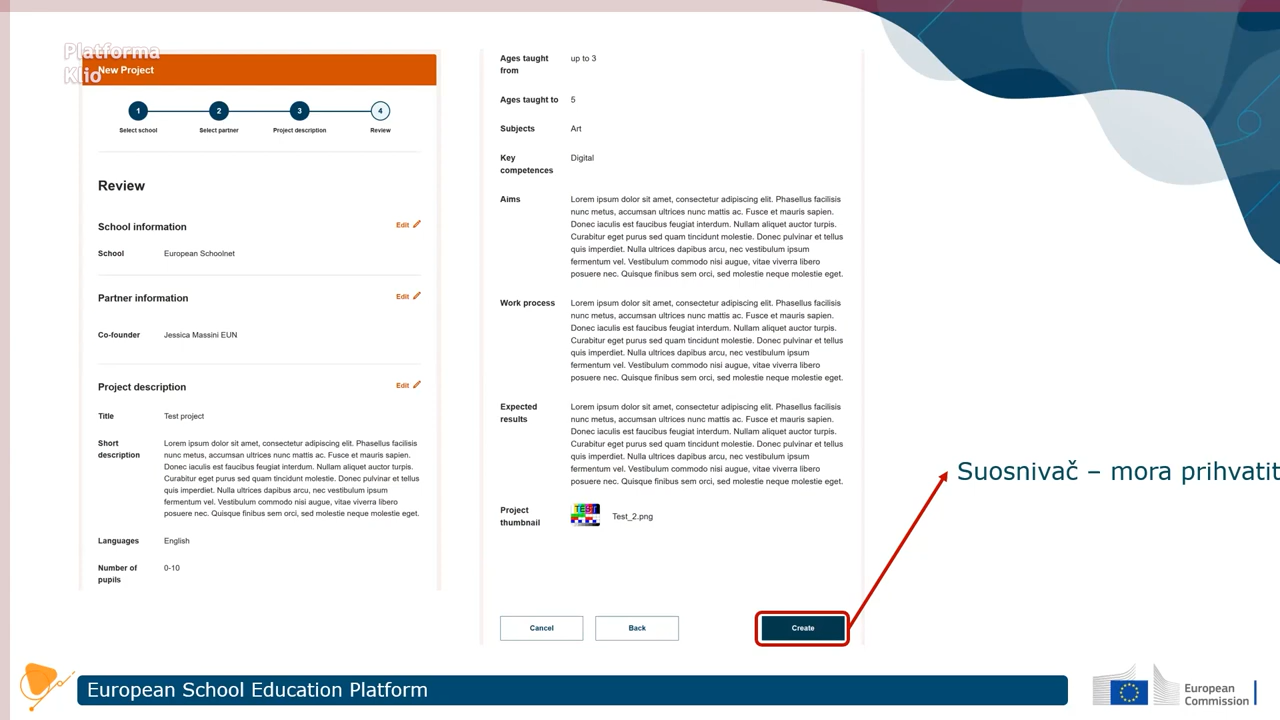 Platforma
Klio
New Project
1
2
3
4
Select school
Select partner
Project description
Review
Review
School information
Edit
School
European Schoolnet
Partner information
Edit
Co-founder
Jessica Massini EUN
Project description
Edit
Title
Test project
Short
description
Lorem ipsum dolor sit amet, consectetur adipiscing elit. Phasellus facilisis
nunc metus, accumsan ultrices nunc mattis ac. Fusce et mauris sapien.
Donec iaculis est faucibus feugiat interdum. Nullam aliquet auctor turpis.
Curabitur eget purus sed quam tincidunt molestie. Donec pulvinar et tellus
quis imperdiet. Nulla ultrices dapibus arcu, nec vestibulum ipsum
fermentum vel. Vestibulum commodo nisi augue, vitae viverra libero
posuere nec. Quisque finibus sem orci, sed molestie neque molestie eget.
Languages
English
Number of
pupils
0-10
Ages taught
from
up to 3
Ages taught to
5
Subjects
Art
Key
competences
Digital
Aims
Lorem ipsum dolor sit amet, consectetur adipiscing elit. Phasellus facilisis
nunc metus, accumsan ultrices nunc mattis ac. Fusce et mauris sapien.
Donec iaculis est faucibus feugiat interdum. Nullam aliquet auctor turpis.
Curabitur eget purus sed quam tincidunt molestie. Donec pulvinar et tellus
quis imperdiet. Nulla ultrices dapibus arcu, nec vestibulum ipsum
fermentum vel. Vestibulum commodo nisi augue, vitae viverra libero
posuere nec. Quisque finibus sem orci, sed molestie neque molestie eget.
Work process
Lorem ipsum dolor sit amet, consectetur adipiscing elit. Phasellus facilisis
nunc metus, accumsan ultrices nunc mattis ac. Fusce et mauris sapien.
Donec iaculis est faucibus feugiat interdum. Nullam aliquet auctor turpis.
Curabitur eget purus sed quam tincidunt molestie. Donec pulvinar et tellus
quis imperdiet. Nulla ultrices dapibus arcu, nec vestibulum ipsum
fermentum vel. Vestibulum commodo nisi augue, vitae viverra libero
posuere nec. Quisque finibus sem orci, sed molestie neque molestie eget.
Expected
results
Lorem ipsum dolor sit amet, consectetur adipiscing elit. Phasellus facilisis
nunc metus, accumsan ultrices nunc mattis ac. Fusce et mauris sapien.
Donec iaculis est faucibus feugiat interdum. Nullam aliquet auctor turpis.
Curabitur eget purus sed quam tincidunt molestie. Donec pulvinar et tellus
quis imperdiet. Nulla ultrices dapibus arcu, nec vestibulum ipsum
fermentum vel. Vestibulum commodo nisi augue, vitae viverra libero
posuere nec. Quisque finibus sem orci, sed molestie neque molestie eget.
Project
thumbnail
TEST
Test_2.png
Cancel
Back
Create
Suosnivač – mora prihvatit
European School Education Platform
European
Commission